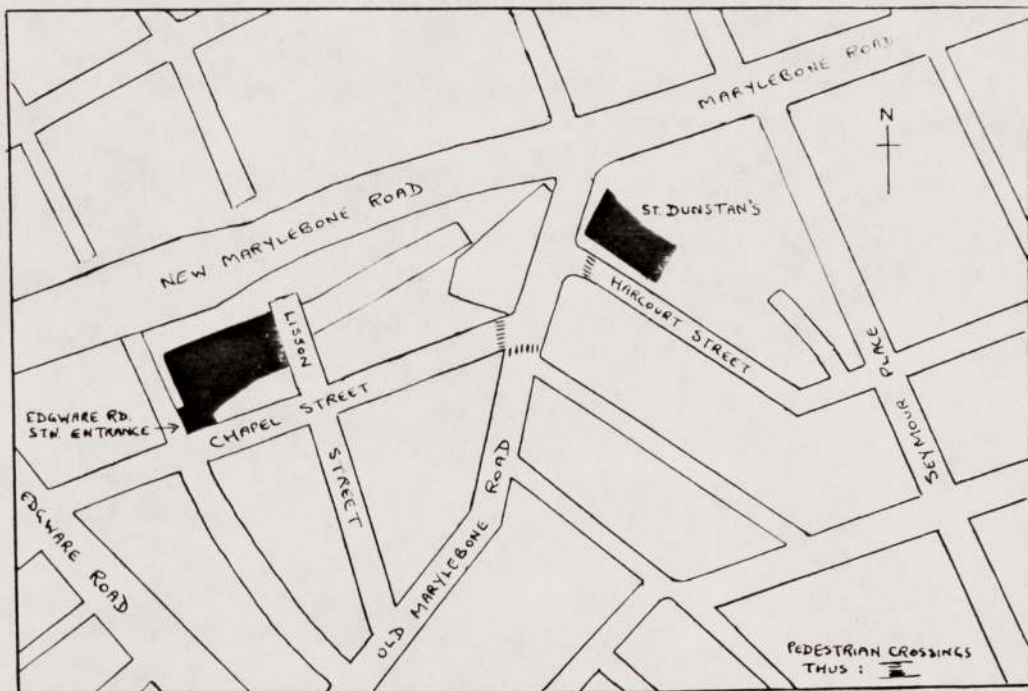 MARYLEBONE ROAD
N
ST. DUNSTAN'S
NEW MARYLEBONE ROAD
HARCOURT STREET
LISSON
STREET
SEYMOUR PLACE
EDGWARE RD.
STN. ENTRANCE
CHAPEL STREET
EDGWARE ROAD
OLD MARYLEBONE ROAD
PEDESTRIAN CROSSINGS
THUS :